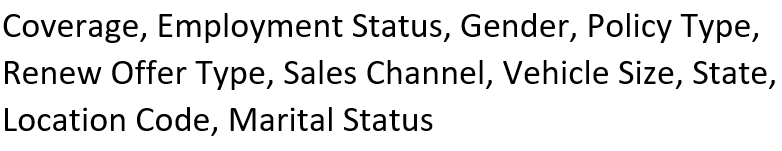 Coverage, Employment Status, Gender, Policy Type,
Renew Offer Type, Sales Channel, Vehicle Size, State,
Location Code, Marital Status